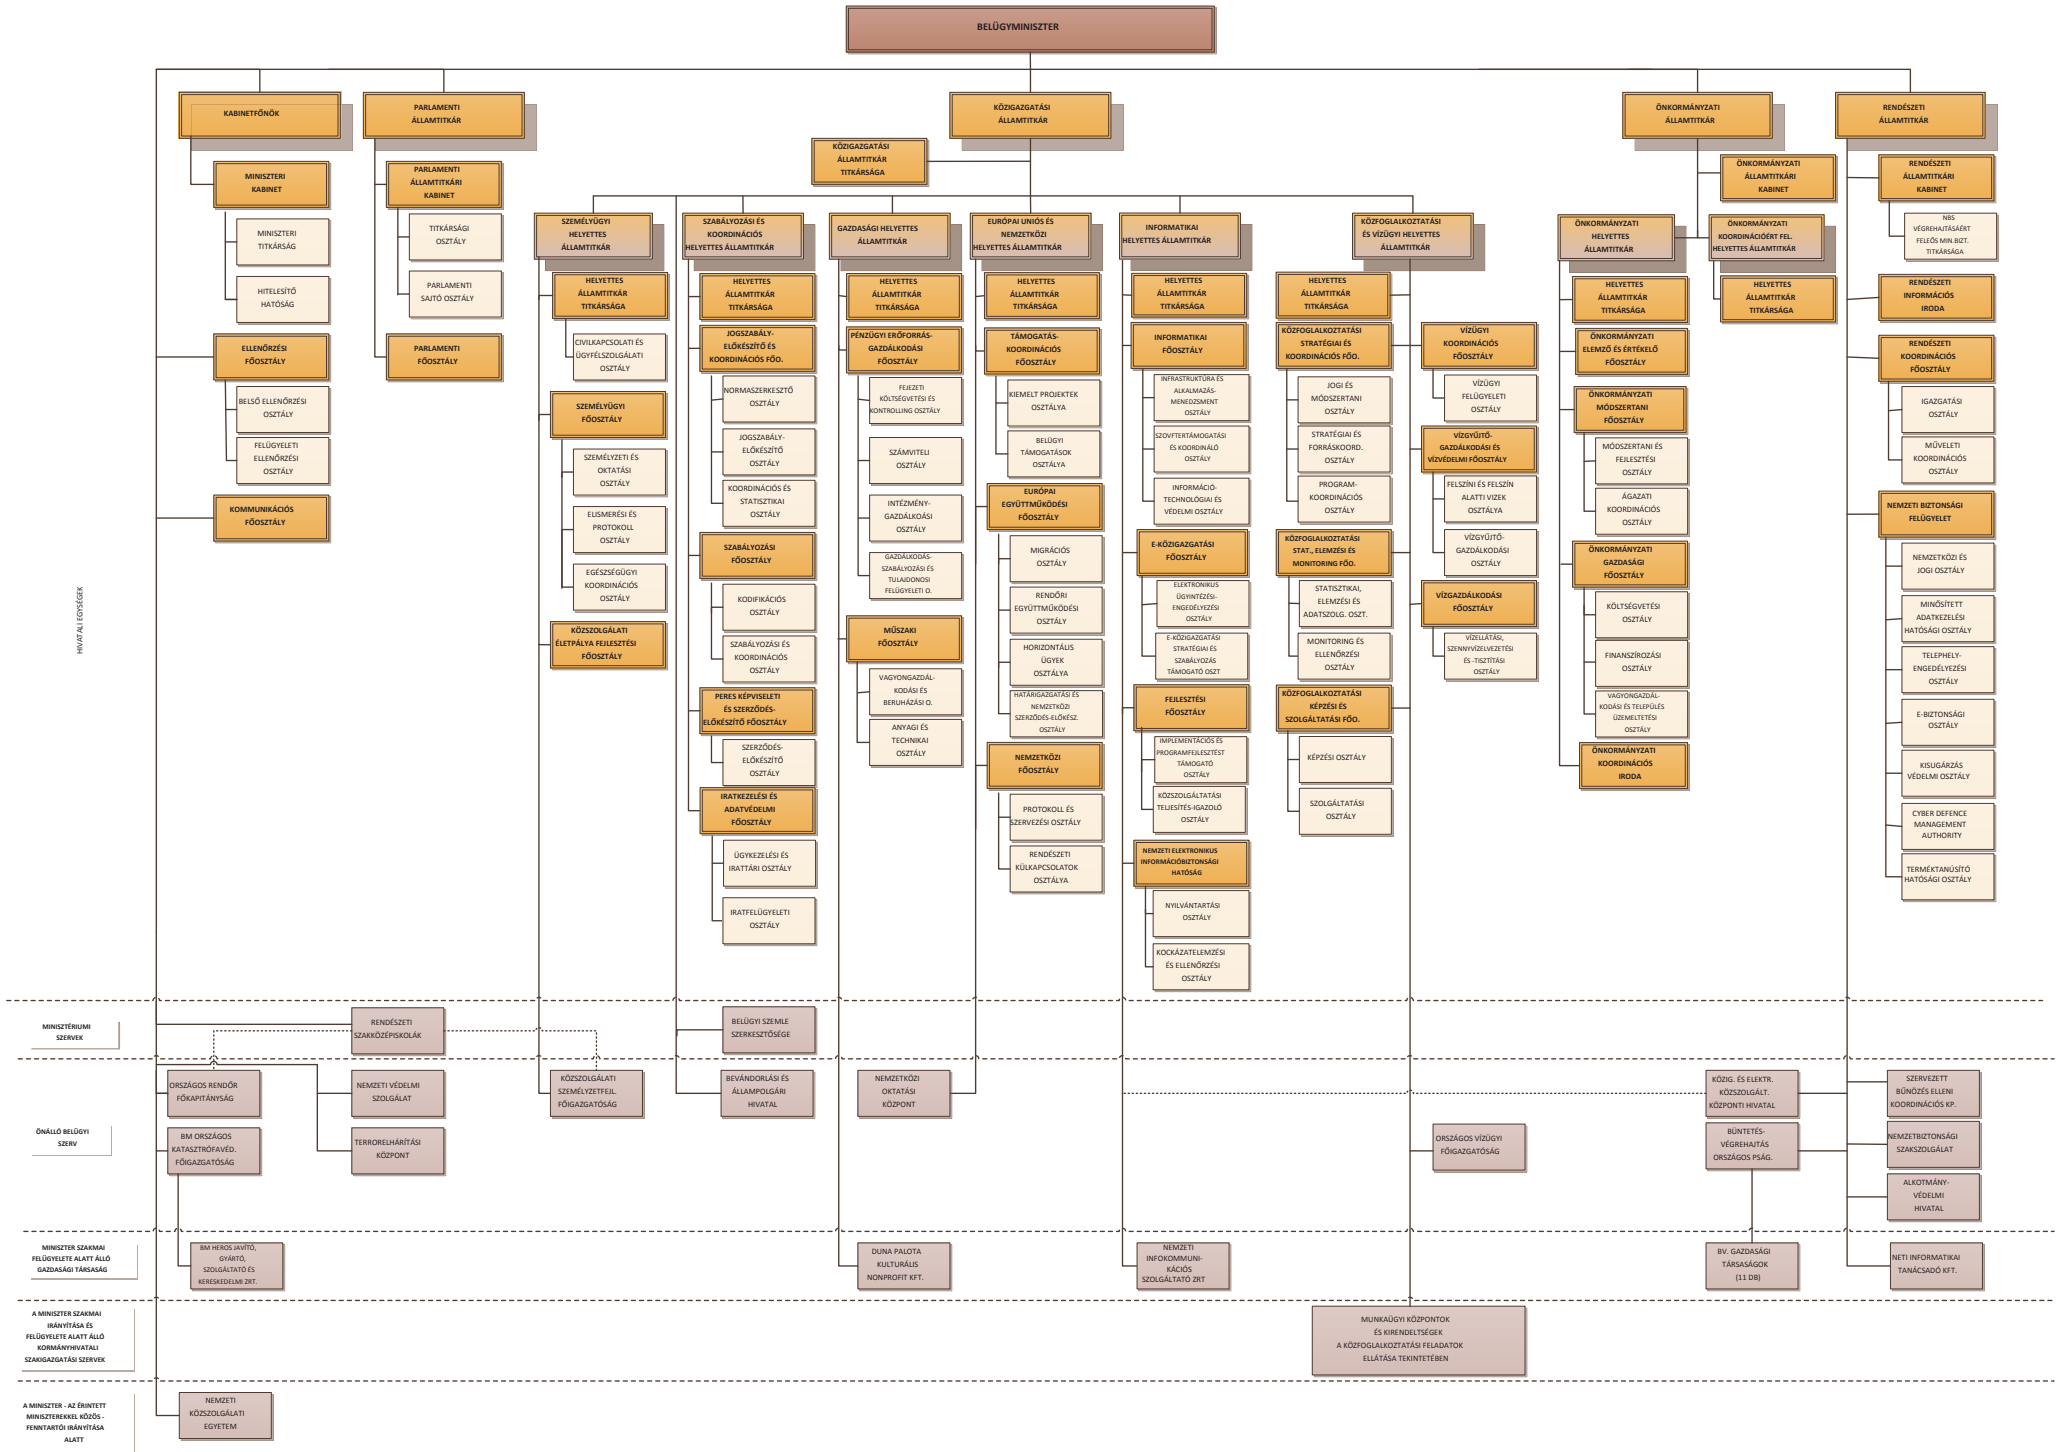 BELÜGYMINISZTER
KABINETFŐNÖK
PARLAMENTI
ÁLLAMTITKÁR
KÖZIGAZGATÁSI
ÁLLAMTITKÁR
ÖNKORMÁNYZATI
ÁLLAMTITKÁR
RENDÉSZETI
ÁLLAMTITKÁR
KÖZIGAZGATÁSI
ÁLLAMTITKÁR
TITKÁRSÁGA
MINISZTERI
KABINET
MINISZTERI
TITKÁRSÁG
HITELESÍTŐ
HATÓSÁG
ELLENŐRZÉSI
FŐOSZTÁLY
BELSŐ ELLENŐRZÉSI
OSZTÁLY
FELÜGYELETI
ELLENŐRZÉSI
OSZTÁLY
KOMMUNIKÁCIÓS
FŐOSZTÁLY
PARLAMENTI
ÁLLAMTITKÁRI
KABINET
TITKÁRSÁGI
OSZTÁLY
PARLAMENTI
SAJTÓ OSZTÁLY
PARLAMENTI
FŐOSZTÁLY
SZEMÉLYÜGYI
HELYETTES
ÁLLAMTITKÁR
HELYETTES
ÁLLAMTITKÁR
TITKÁRSÁGA
CIVILKAPCSOLATI ÉS
ÜGYFÉLSZOLGÁLATI
OSZTÁLY
SZEMÉLYÜGYI
FŐOSZTÁLY
SZEMÉLYZETI ÉS
OKTATÁSI
OSZTÁLY
ELISMERÉSI ÉS
PROTOKOLL
OSZTÁLY
EGÉSZSÉGÜGYI
KOORDINÁCIÓS
OSZTÁLY
KÖZSZOLGÁLATI
ÉLETPÁLYA FEJLESZTÉSI
FŐOSZTÁLY
SZABÁLYOZÁSI ÉS
KOORDINÁCIÓS
HELYETTES ÁLLAMTITKÁR
HELYETTES
ÁLLAMTITKÁR
TITKÁRSÁGA
JOGSZABÁLY-
ELŐKÉSZÍTŐ ÉS
KOORDINÁCIÓS FŐO.
NORMASZERKESZTŐ
OSZTÁLY
JOGSZABÁLY-
ELŐKÉSZÍTŐ
OSZTÁLY
KOORDINÁCIÓS ÉS
STATISZTIKAI
OSZTÁLY
SZABÁLYOZÁSI
FŐOSZTÁLY
KODIFIKÁCIÓS
OSZTÁLY
SZABÁLYOZÁSI ÉS
KOORDINÁCIÓS
OSZTÁLY
PERES KÉPVISELETI
ÉS SZERZŐDÉS-
ELŐKÉSZÍTŐ FŐOSZTÁLY
SZERZŐDÉS-
ELŐKÉSZÍTŐ
OSZTÁLY
IRATKEZELÉSI ÉS
ADATVÉDELMI
FŐOSZTÁLY
ÜGYKEZELÉSI ÉS
IRATTÁRI OSZTÁLY
IRATFELÜGYELETI
OSZTÁLY
GAZDASÁGI HELYETTES
ÁLLAMTITKÁR
HELYETTES
ÁLLAMTITKÁR
TITKÁRSÁGA
PÉNZÜGYI ERŐFORRÁS-
GAZDÁLKODÁSI
FŐOSZTÁLY
FEJEZETI
KÖLTSÉGVETÉSI ÉS
KONTROLLING OSZTÁLY
SZÁMVITELI
OSZTÁLY
INTÉZMÉNY-
GAZDÁLKOÁSI
OSZTÁLY
GAZDÁLKODÁS-
SZABÁLYOZÁSI ÉS
TULAJDONOSI
FELÜGYELETI O.
MŰSZAKI
FŐOSZTÁLY
VAGYONGAZDÁL-
KODÁSI ÉS
BERUHÁZÁSI O.
ANYAGI ÉS
TECHNIKAI
OSZTÁLY
EURÓPAI UNIÓS ÉS
NEMZETKÖZI
HELYETTES ÁLLAMTITKÁR
HELYETTES
ÁLLAMTITKÁR
TITKÁRSÁGA
TÁMOGATÁS-
KOORDINÁCIÓS
FŐOSZTÁLY
KIEMELT PROJEKTEK
OSZTÁLYA
BELÜGYI
TÁMOGATÁSOK
OSZTÁLYA
EURÓPAI
EGYÜTTMŰKÖDÉSI
FŐOSZTÁLY
MIGRÁCIÓS
OSZTÁLY
RENDŐRI
EGYÜTTMŰKÖDÉSI
OSZTÁLY
HORIZONTÁLIS
ÜGYEK
OSZTÁLYA
HATÁRIGAZGATÁSI ÉS
NEMZETKÖZI
SZERZŐDÉS-ELŐKÉSZ.
OSZTÁLY
NEMZETKÖZI
FŐOSZTÁLY
PROTOKOLL ÉS
SZERVEZÉSI OSZTÁLY
RENDÉSZETI
KÜLKAPCSOLATOK
OSZTÁLYA
INFORMATIKAI
HELYETTES ÁLLAMTITKÁR
HELYETTES
ÁLLAMTITKÁR
TITKÁRSÁGA
INFORMATIKAI
FŐOSZTÁLY
INFRASTRUKTÚRA ÉS
ALKALMAZÁS-
MENEDZSMENT
OSZTÁLY
SZOVFTERTÁMOGATÁSI
ÉS KOORDINÁLÓ
OSZTÁLY
INFORMÁCIÓ-
TECHNOLÓGIAI ÉS
VÉDELMI OSZTÁLY
E-KÖZIGAZGATÁSI
FŐOSZTÁLY
ELEKTRONIKUS
ÜGYINTÉZÉSI-
ENGEDÉLYEZÉSI
OSZTÁLY
E-KÖZIGAZGATÁSI
STRATÉGIAI ÉS
SZABÁLYOZÁS
TÁMOGATÓ OSZT
FEJLESZTÉSI
FŐOSZTÁLY
IMPLEMENTÁCIÓS ÉS
PROGRAMFEJLESZTÉST
TÁMOGATÓ
OSZTÁLY
KÖZSZOLGÁLTATÁSI
TELJESÍTÉS-IGAZOLÓ
OSZTÁLY
NEMZETI ELEKTRONIKUS
INFORMÁCIÓBIZTONSÁGI
HATÓSÁG
NYILVÁNTARTÁSI
OSZTÁLY
KOCKÁZATELEMZÉSI
ÉS ELLENŐRZÉSI
OSZTÁLY
KÖZFOGLALKOZTATÁSI
ÉS VÍZÜGYI HELYETTES
ÁLLAMTITKÁR
HELYETTES
ÁLLAMTITKÁR
TITKÁRSÁGA
KÖZFOGLALKOZTATÁSI
STRATÉGIAI ÉS
KOORDINÁCIÓS FŐO.
JOGI ÉS
MÓDSZERTANI
OSZTÁLY
STRATÉGIAI ÉS
FORRÁSKOORD.
OSZTÁLY
PROGRAM-
KOORDINÁCIÓS
OSZTÁLY
KÖZFOGLALKOZTATÁSI
STAT., ELEMZÉSI ÉS
MONITORING FŐO.
STATISZTIKAI,
ELEMZÉSI ÉS
ADATSZOLG. OSZT.
MONITORING ÉS
ELLENŐRZÉSI
OSZTÁLY
KÖZFOGLALKOZTATÁSI
KÉPZÉSI ÉS
SZOLGÁLTATÁSI FŐO.
KÉPZÉSI OSZTÁLY
SZOLGÁLTATÁSI
OSZTÁLY
VÍZÜGYI
KOORDINÁCIÓS
FŐOSZTÁLY
VÍZÜGYI
FELÜGYELETI
OSZTÁLY
VÍZGYŰJTŐ-
GAZDÁLKODÁSI ÉS
VÍZVÉDELMI FŐOSZTÁLY
FELSZÍNI ÉS FELSZÍN
ALATTI VIZEK
OSZTÁLYA
VÍZGYŰJTŐ-
GAZDÁLKODÁSI
OSZTÁLY
VÍZGAZDÁLKODÁSI
FŐOSZTÁLY
VÍZELLÁTÁSI,
SZENNYVÍZELVEZETÉSI
ÉS -TISZTÍTÁSI
OSZTÁLY
ÖNKORMÁNYZATI
HELYETTES
ÁLLAMTITKÁR
HELYETTES
ÁLLAMTITKÁR
TITKÁRSÁGA
ÖNKORMÁNYZATI
ELEMZŐ ÉS ÉRTÉKELŐ
FŐOSZTÁLY
ÖNKORMÁNYZATI
MÓDSZERTANI
FŐOSZTÁLY
MÓDSZERTANI ÉS
FEJLESZTÉSI
OSZTÁLY
ÁGAZATI
KOORDINÁCIÓS
OSZTÁLY
ÖNKORMÁNYZATI
GAZDASÁGI
FŐOSZTÁLY
KÖLTSÉGVETÉSI
OSZTÁLY
FINANSZÍROZÁSI
OSZTÁLY
VAGYONGAZDÁL-
KODÁSI ÉS TELEPÜLÉS
ÜZEMELTETÉSI
OSZTÁLY
ÖNKORMÁNYZATI
KOORDINÁCIÓS
IRODA
ÖNKORMÁNYZATI
ÁLLAMTITKÁRI
KABINET
ÖNKORMÁNYZATI
KOORDINÁCIÓÉRT FEL.
HELYETTES ÁLLAMTITKÁR
HELYETTES
ÁLLAMTITKÁR
TITKÁRSÁGA
RENDÉSZETI
ÁLLAMTITKÁRI
KABINET
NBS
VÉGREHAJTÁSÁÉRT
FELEŐS MIN.BIZT.
TITKÁRSÁGA
RENDÉSZETI
INFORMÁCIÓS
IRODA
RENDÉSZETI
KOORDINÁCIÓS
FŐOSZTÁLY
IGAZGATÁSI
OSZTÁLY
MŰVELETI
KOORDINÁCIÓS
OSZTÁLY
NEMZETI BIZTONSÁGI
FELÜGYELET
NEMZETKÖZI ÉS
JOGI OSZTÁLY
MINŐSÍTETT
ADATKEZELÉSI
HATÓSÁGI OSZTÁLY
TELEPHELY-
ENGEDÉLYEZÉSI
OSZTÁLY
E-BIZTONSÁGI
OSZTÁLY
KISUGÁRZÁS
VÉDELMI OSZTÁLY
CYBER DEFENCE
MANAGEMENT
AUTHORITY
TERMÉKTANÚSÍTÓ
HATÓSÁGI OSZTÁLY
HIVATALI EGYSÉGEK
MINISZTÉRIUMI
SZERVEK
RENDÉSZETI
SZAKKÖZÉPISKOLÁK
BELÜGYI SZEMLE
SZERKESZTŐSÉGE
ÖNÁLLÓ BELÜGYI
SZERV
ORSZÁGOS RENDŐR
FŐKAPITÁNYSÁG
NEMZETI VÉDELMI
SZOLGÁLAT
KÖZSZOLGÁLATI
SZEMÉLYZETFEJL.
FŐIGAZGATÓSÁG
BEVÁNDORLÁSI ÉS
ÁLLAMPOLGÁRI
HIVATAL
NEMZETKÖZI
OKTATÁSI
KÖZPONT
KÖZIG. ÉS ELEKTR.
KÖZSZOLGÁLT.
KÖZPONTI HIVATAL
SZERVEZETT
BŰNÖZÉS ELLENI
KOORDINÁCIÓS KP.
BM ORSZÁGOS
KATASZTRÓFAVÉD.
FŐIGAZGATÓSÁG
TERRORELHÁRÍTÁSI
KÖZPONT
ORSZÁGOS VÍZÜGYI
FŐIGAZGATÓSÁG
BÜNTETÉS-
VÉGREHAJTÁS
ORSZÁGOS PSÁG.
NEMZETBIZTONSÁGI
SZAKSZOLGÁLAT
ALKOTMÁNY-
VÉDELMI
HIVATAL
MINISZTER SZAKMAI
FELÜGYELETE ALATT ÁLLÓ
GAZDASÁGI TÁRSASÁG
BM HEROS JAVÍTÓ,
GYÁRTÓ,
SZOLGÁLTATÓ ÉS
KERESKEDELMI ZRT.
DUNA PALOTA
KULTURÁLIS
NONPROFIT KFT.
NEMZETI
INFOKOMMUNI-
KÁCIÓS
SZOLGÁLTATÓ ZRT
BV. GAZDASÁGI
TÁRSASÁGOK
(11 DB)
NETI INFORMATIKAI
TANÁCSADÓ KFT.
A MINISZTER SZAKMAI
IRÁNYÍTÁSA ÉS
FELÜGYELETE ALATT ÁLLÓ
KORMÁNYHIVATALI
SZAKIGAZGATÁSI SZERVEK
MUNKAÜGYI KÖZPONTOK
ÉS KIRENDELTSÉGEK
A KÖZFOGLALKOZTATÁSI FELADATOK
ELLÁTÁSA TEKINTETÉBEN
A MINISZTER - AZ ÉRINTETT
MINISZTEREKKEL KÖZÖS -
FENNTARTÓI IRÁNYÍTÁSA
ALATT
NEMZETI
KÖZSZOLGÁLATI
EGYETEM